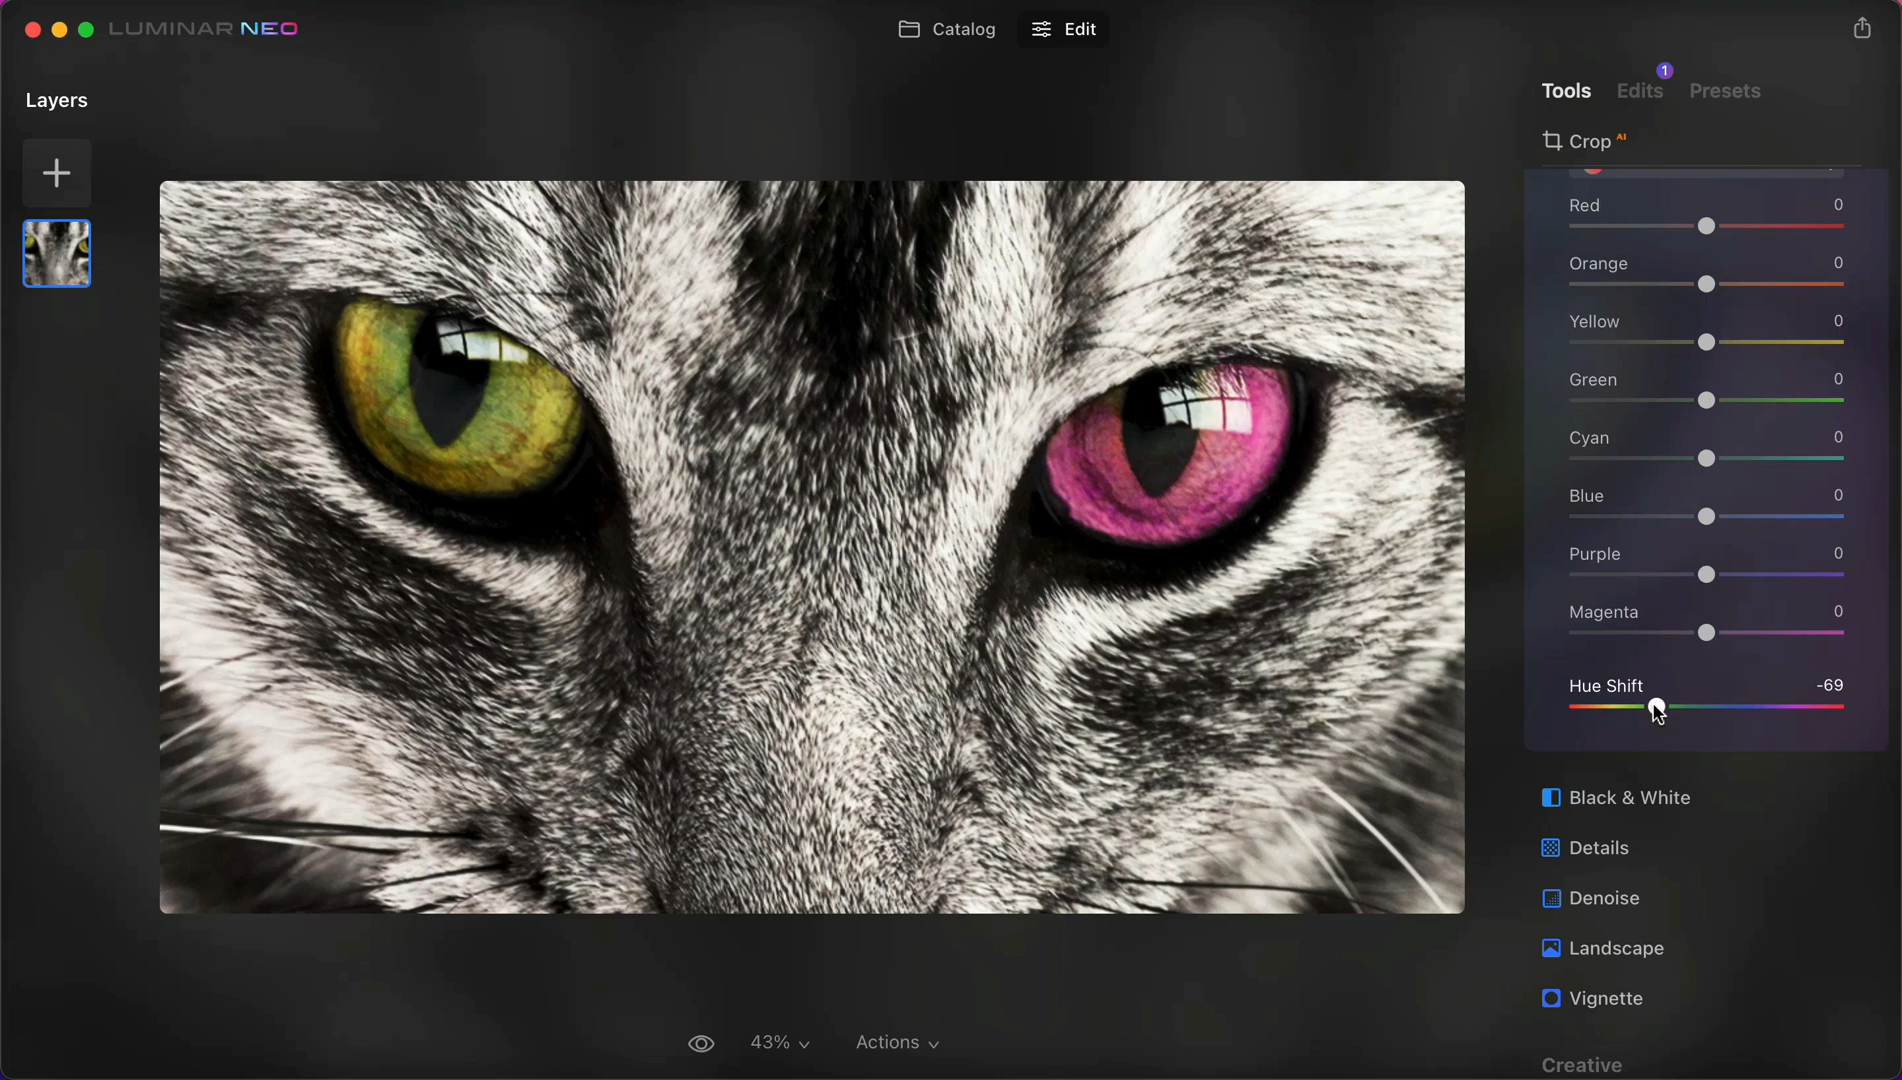 LUMINAR NEO
Catalog
Edit
Layers
Tools
Edits
1
Presets
Crop AI
Red 0
Orange 0
Yellow 0
Green 0
Cyan 0
Blue 0
Purple 0
Magenta 0
Hue Shift -69
Black & White
Details
Denoise
Landscape
Vignette
Creative
43%
Actions